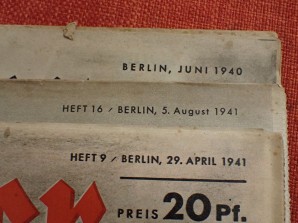 BERLIN, JUNI 1940
HEFT 16 / BERLIN, 5. August 1941
HEFT 9 / BERLIN, 29. APRIL 1941
PREIS 20 Pf.